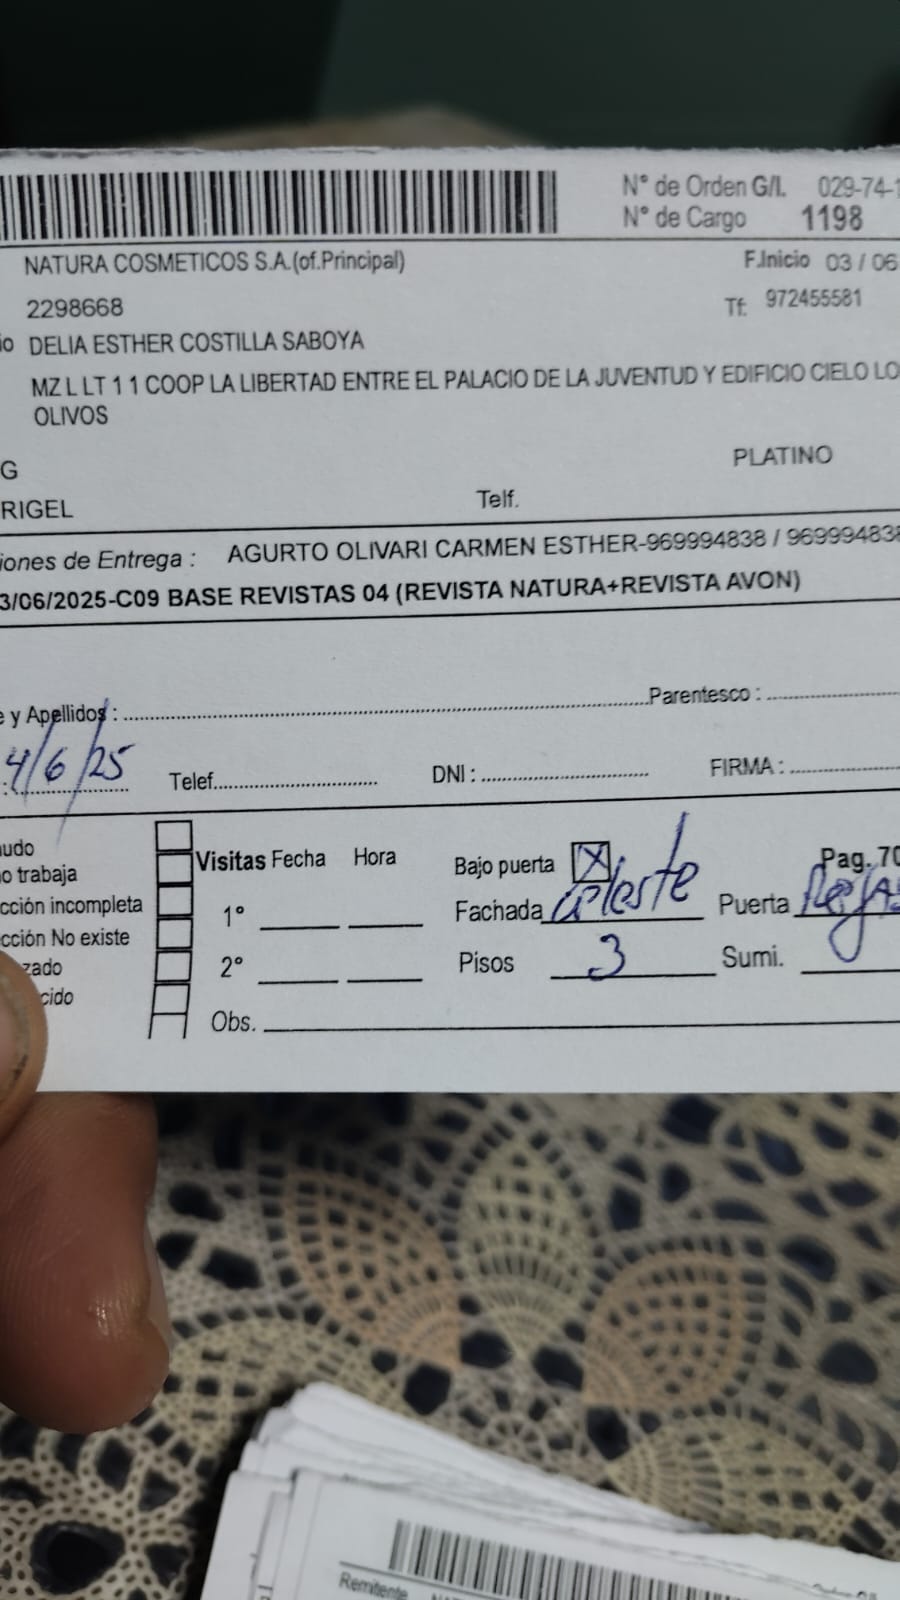 N° de Orden G/I. 029-74-1
N° de Cargo 1198
NATURA COSMETICOS S.A.(of.Principal)
F.Inicio 03 / 06
2298668
Tf: 972455581
io DELIA ESTHER COSTILLA SABOYA
MZ L LT 1 1 COOP LA LIBERTAD ENTRE EL PALACIO DE LA JUVENTUD Y EDIFICIO CIELO LO
OLIVOS
G PLATINO
RIGEL Telf.
iones de Entrega : AGURTO OLIVARI CARMEN ESTHER-969994838 / 969994838
3/06/2025-C09 BASE REVISTAS 04 (REVISTA NATURA+REVISTA AVON)
e y Apellidos : Parentesco :
: 4/6/25 Telef. DNI : FIRMA :
udo
o trabaja
cción incompleta
cción No existe
zado
cido
Visitas Fecha Hora
1°
2°
Obs.
Bajo puerta X Pag. 70
Fachada celeste Puerta
Pisos 3 Sumi.
Remitente